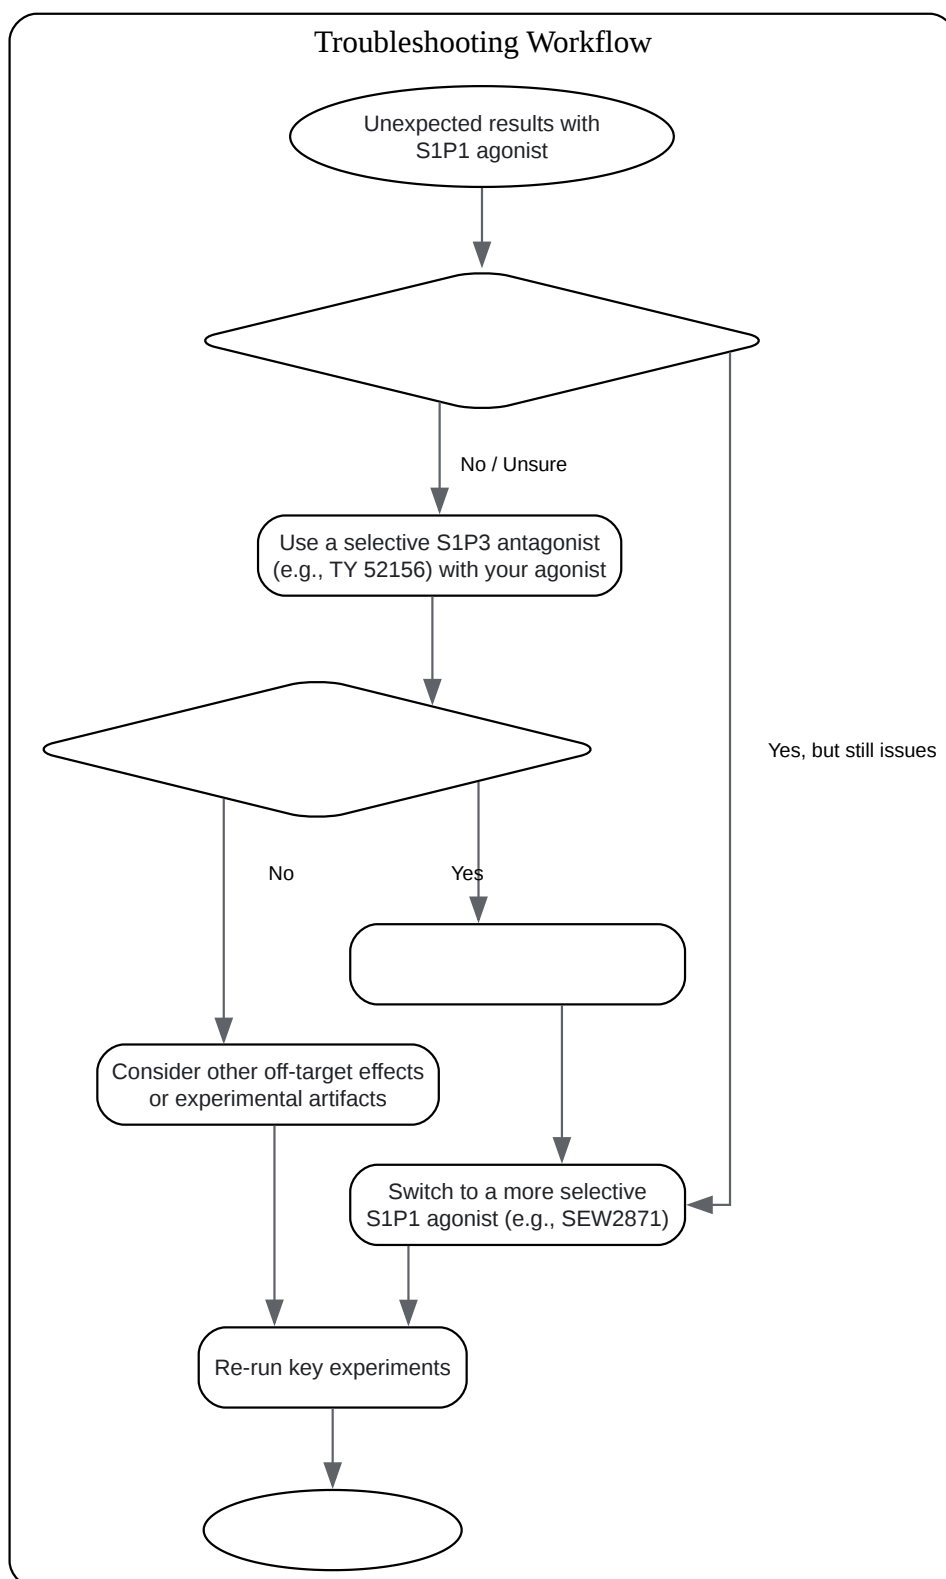 Troubleshooting Workflow
Unexpected results with
S1P1 agonist
No / Unsure
Use a selective S1P3 antagonist
(e.g., TY 52156) with your agonist
Yes, but still issues
No
Yes
Consider other off-target effects
or experimental artifacts
Switch to a more selective
S1P1 agonist (e.g., SEW2871)
Re-run key experiments